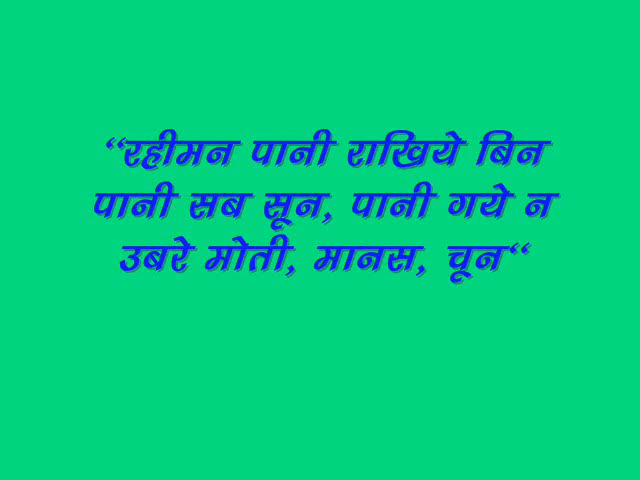 “रहीमन पानी राखिये बिन
पानी सब सून, पानी गये न
उबरे मोती, मानस, चून“